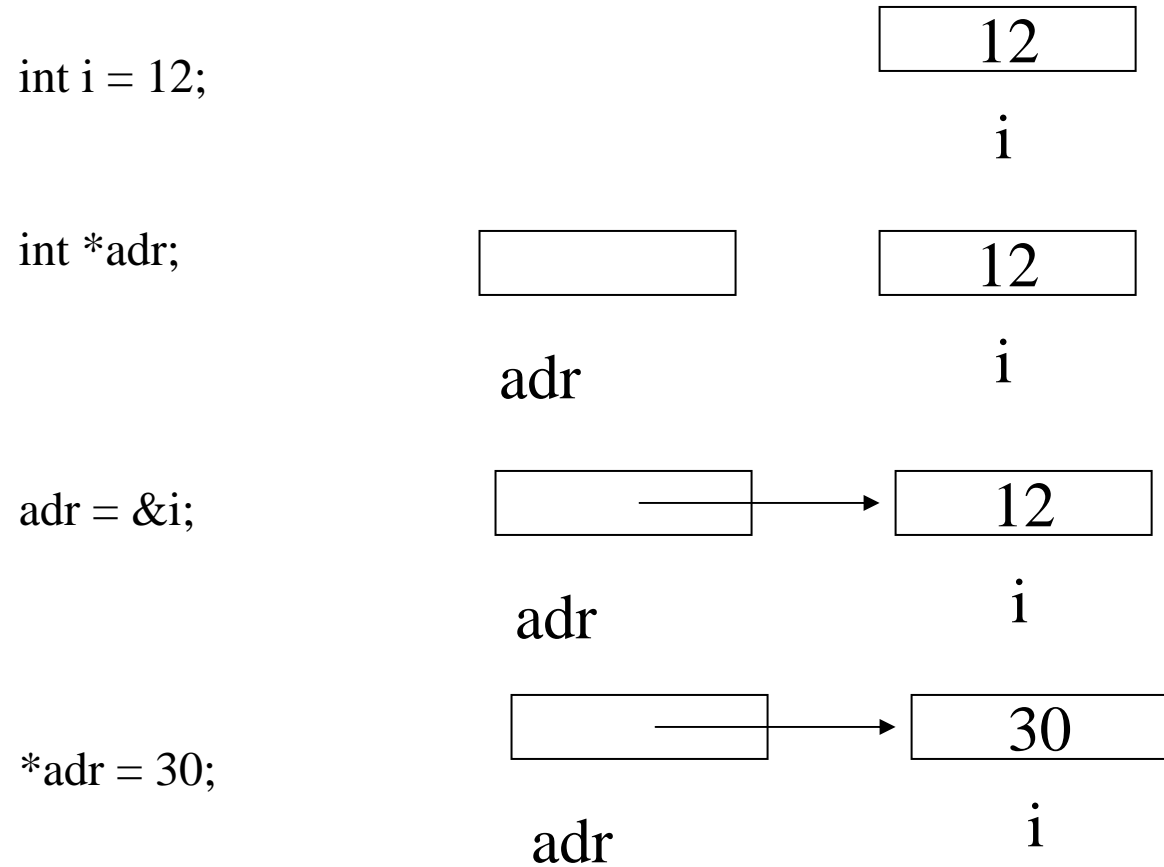 int i = 12;
12
i
int *adr;
12
adr
i
adr = &i;
12
adr
i
*adr = 30;
30
adr
i